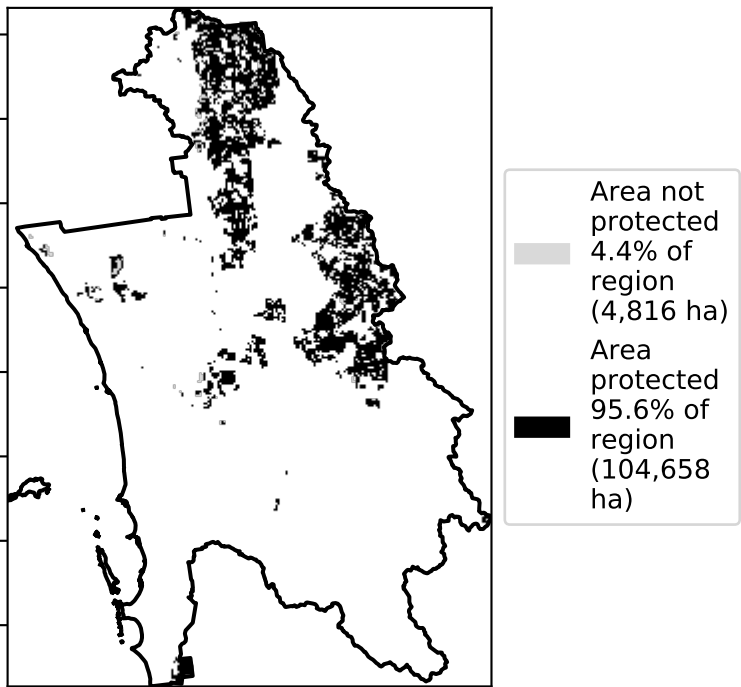 Area not
protected
4.4% of
region
(4,816 ha)
Area
protected
95.6% of
region
(104,658
ha)